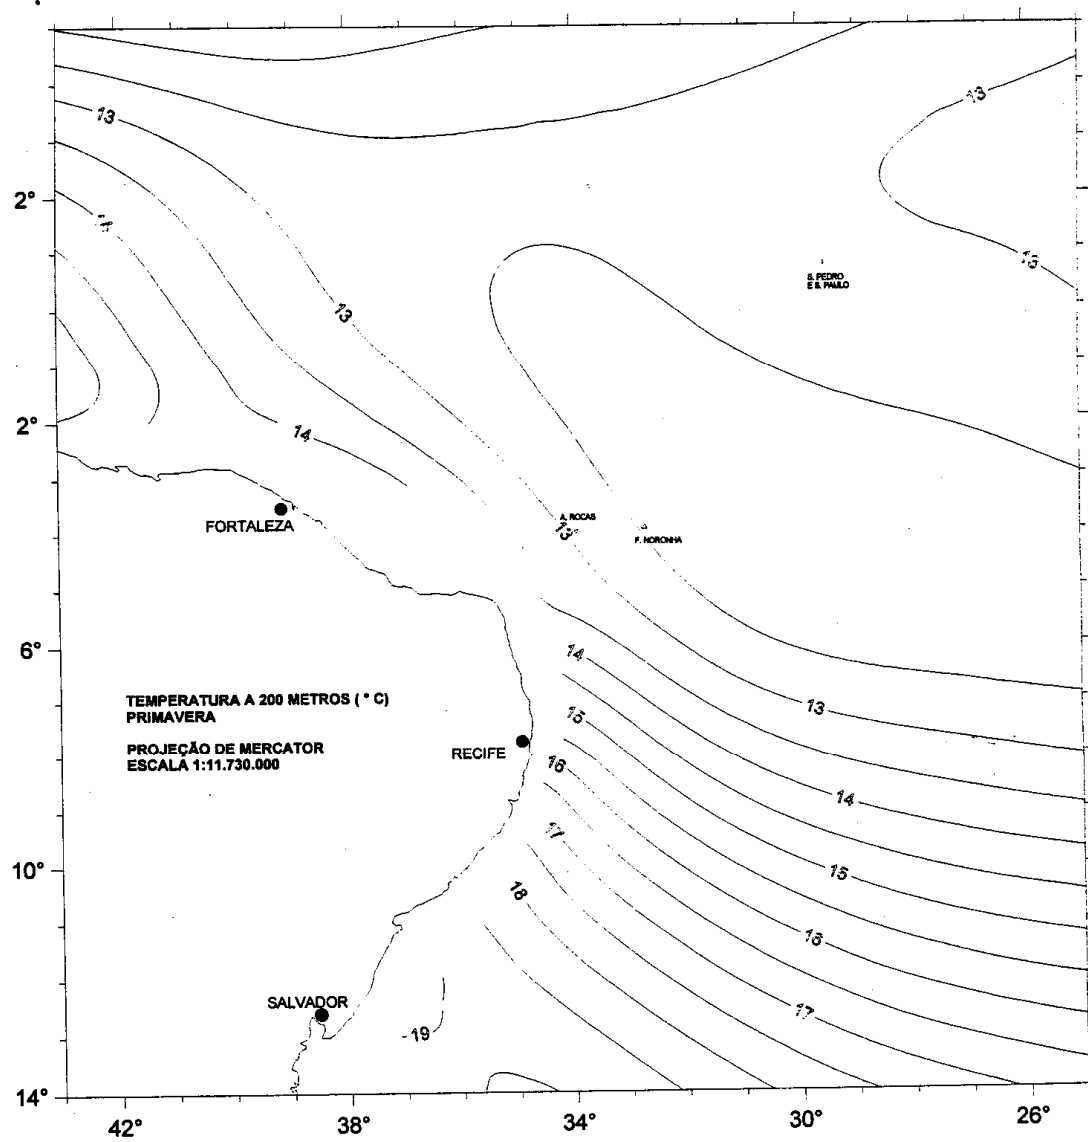 13
13
2°
14
13
S. PEDRO
E S. PAULO
13
2°
14
FORTALEZA
A. ROCAS
13
F. NORONHA
6°
14
TEMPERATURA A 200 METROS ( ° C)
PRIMAVERA
13
15
PROJEÇÃO DE MERCATOR
ESCALA 1:11.730.000
RECIFE
16
14
17
10°
15
18
16
SALVADOR
17
19
14°
42°
38°
34°
30°
26°